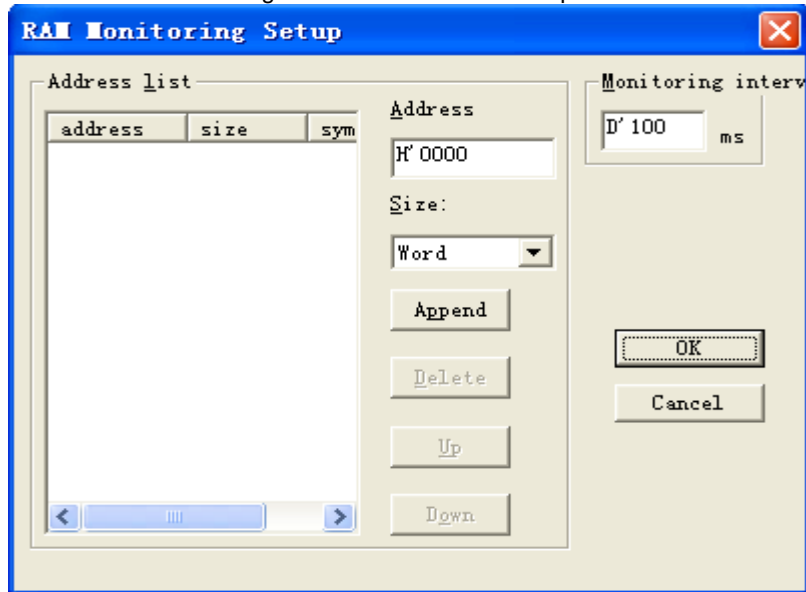 RAM Monitoring Setup
Address list
address size sym
Address
H'0000
Size:
Word
Append
Delete
Up
Down
Monitoring interv
D'100 ms
OK
Cancel